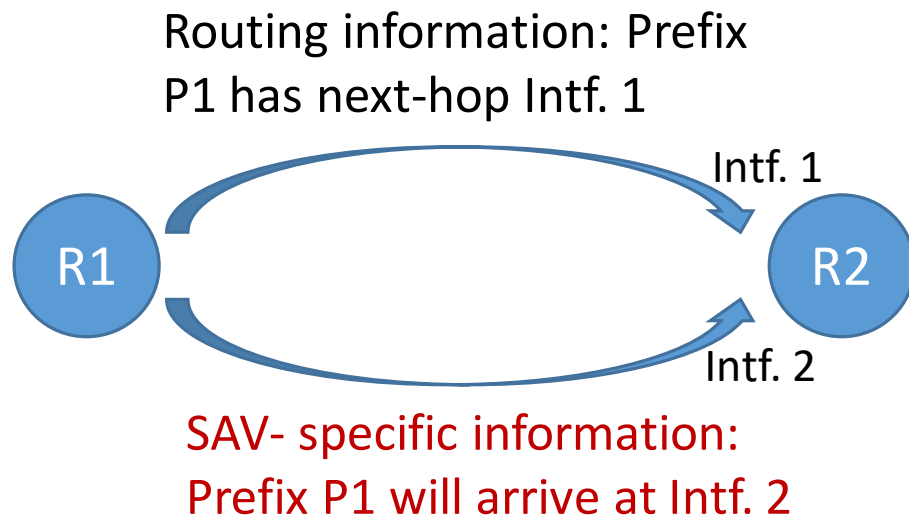 Routing information: Prefix
P1 has next-hop Intf. 1
Intf. 1
R1
R2
Intf. 2
SAV- specific information:
Prefix P1 will arrive at Intf. 2